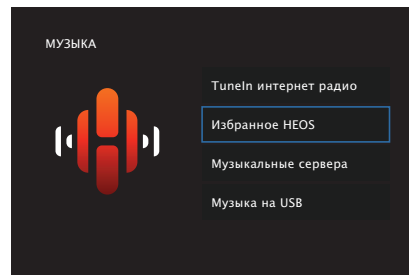 МУЗЫКА
TuneIn интернет радио
Избранное HEOS
Музыкальные сервера
Музыка на USB